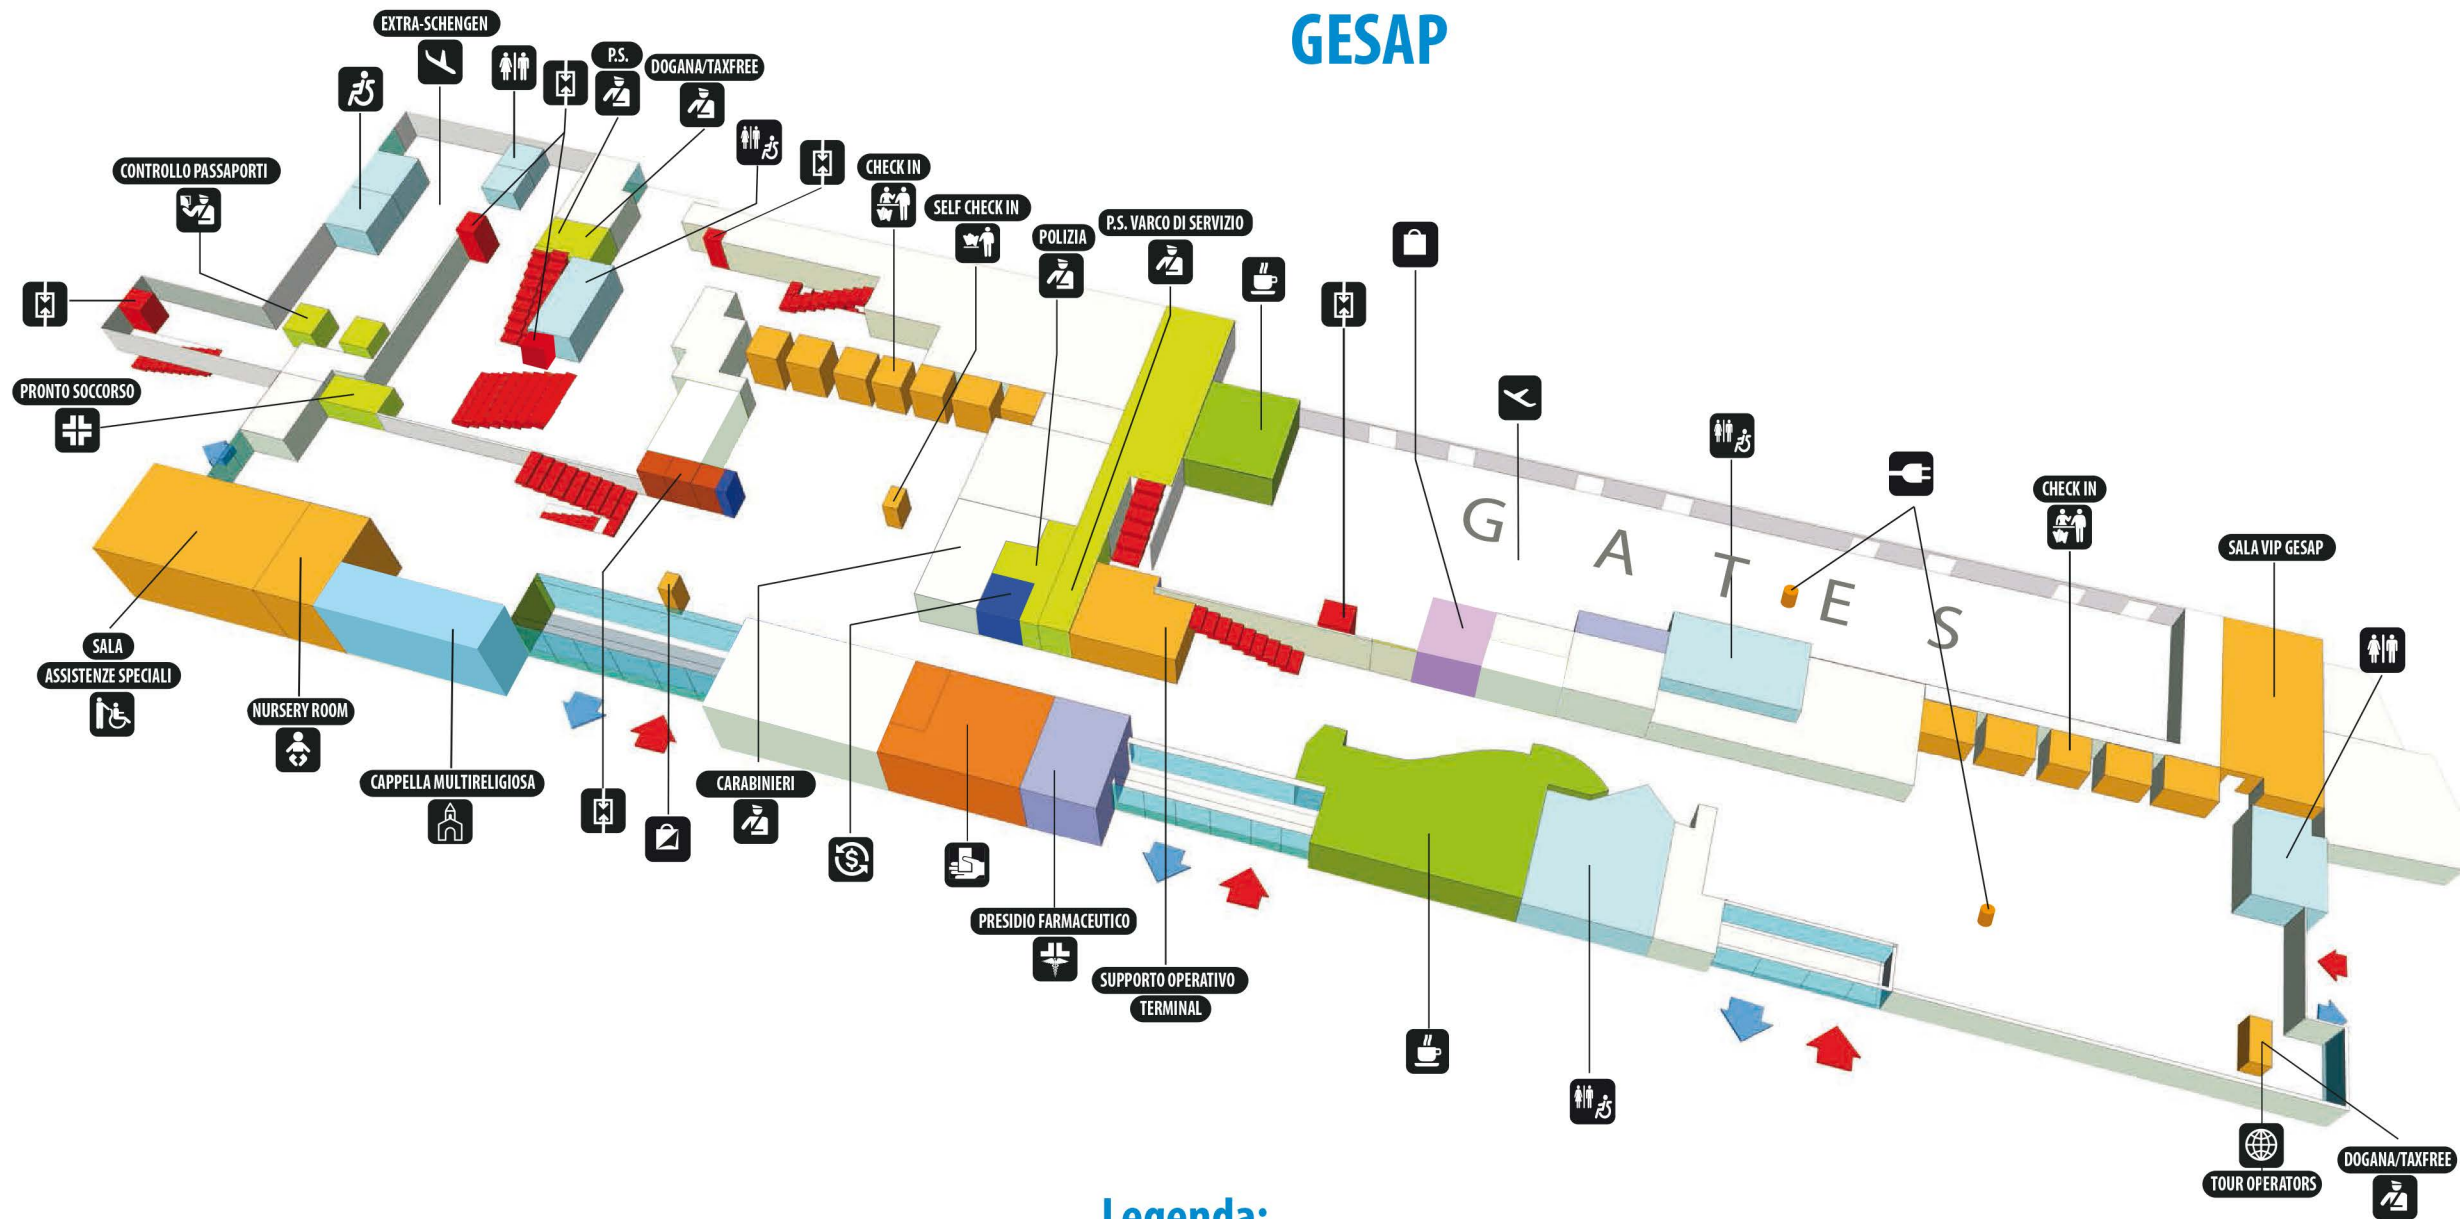 GESAP
EXTRA-SCHENGEN
P.S.
DOGANA/TAXFREE
CONTROLLO PASSAPORTI
CHECK IN
SELF CHECK IN
POLIZIA
P.S. VARCO DI SERVIZIO
PRONTO SOCCORSO
G A T E S
CHECK IN
SALA VIP GESAP
SALA
ASSISTENZE SPECIALI
NURSERY ROOM
CAPPELLA MULTIRELIGIOSA
CARABINIERI
$
PRESIDIO FARMACEUTICO
SUPPORTO OPERATIVO
TERMINAL
TOUR OPERATORS
DOGANA/TAXFREE
Legenda: